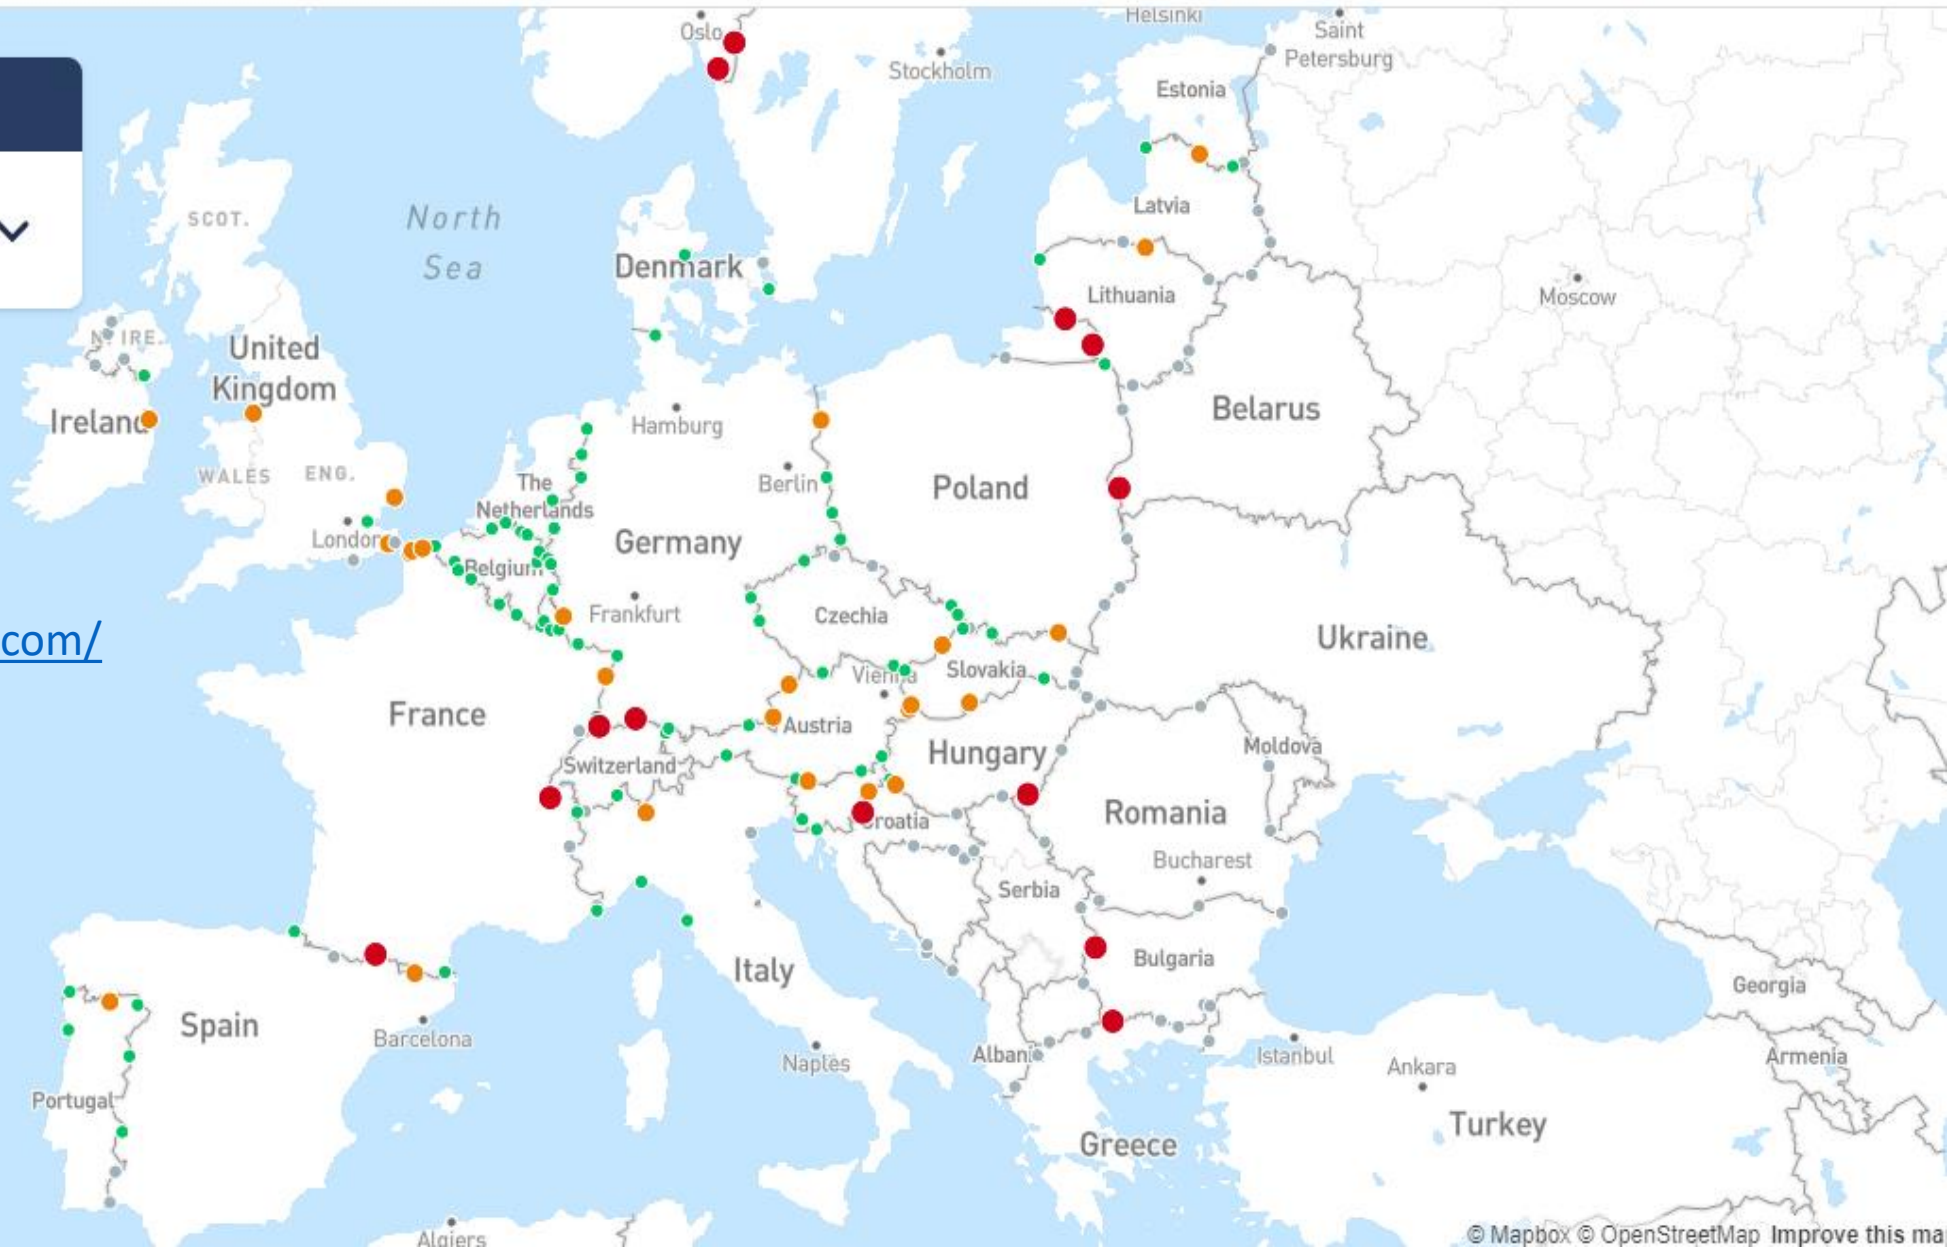 Helsinki
Oslo
Saint
Petersburg
Stockholm
Estonia
SCOT.
North
Sea
Latvia
Denmark
Lithuania
Moscow
N. IRE.
United
Kingdom
Ireland
Hamburg
Belarus
WALES
ENG.
The
Netherlands
Berlin
Poland
London
Germany
Belgium
Frankfurt
Czechia
com/
Ukraine
Slovakia
France
Austria
Switzerland
Hungary
Moldova
Romania
Croatia
Bucharest
Serbia
Italy
Bulgaria
Georgia
Spain
Barcelona
Naples
Albani
Istanbul
Ankara
Armenia
Portugal
Turkey
Greece
Algiers
© Mapbox © OpenStreetMap Improve this ma